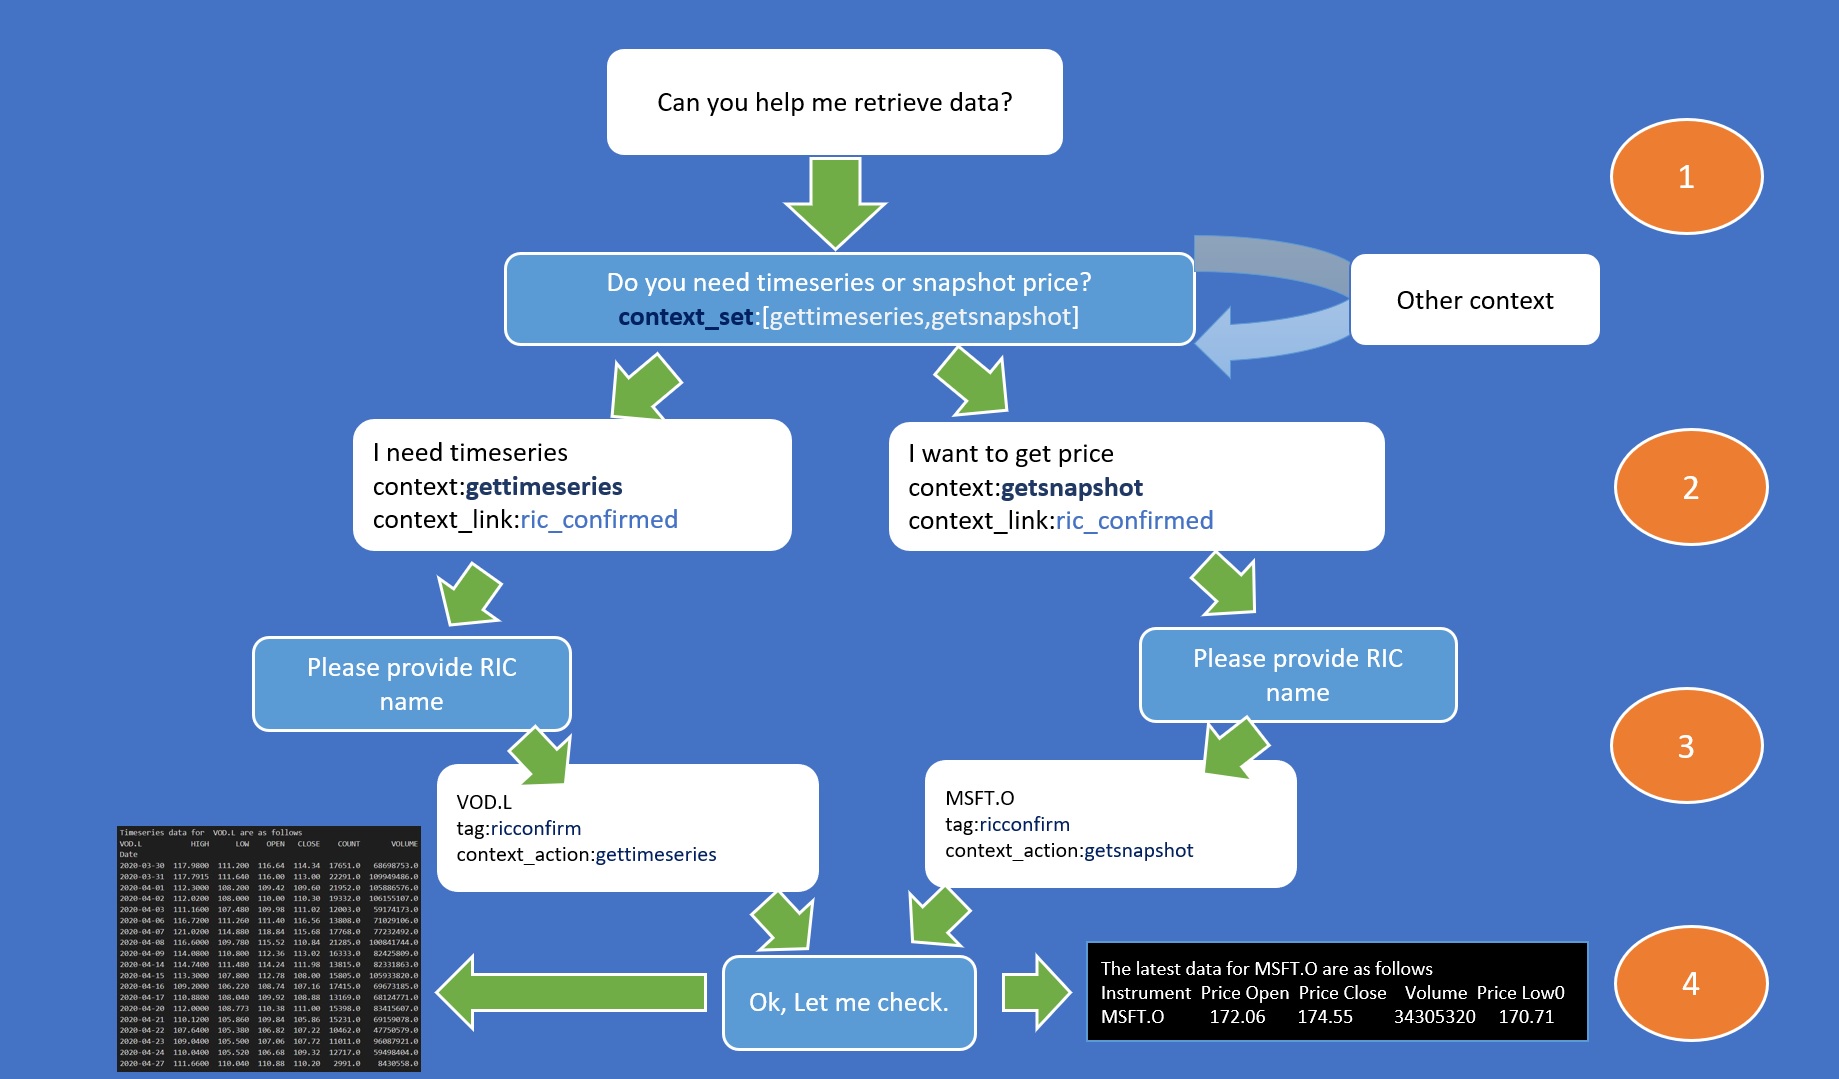 Can you help me retrieve data?
1
Do you need timeseries or snapshot price?
context_set:[gettimeseries,getsnapshot]
Other context
I need timeseries
context:gettimeseries
context_link:ric_confirmed
I want to get price
context:getsnapshot
context_link:ric_confirmed
2
Please provide RIC
name
Please provide RIC
name
3
VOD.L
tag:ricconfirm
context_action:gettimeseries
MSFT.O
tag:ricconfirm
context_action:getsnapshot
Timeseries data for VOD.L are as follows
VOD.L HIGH LOW OPEN CLOSE COUNT VOLUME
Date
2020-03-30 117.9800 111.200 116.64 114.34 17651.0 68698753.0
2020-03-31 117.7915 111.640 116.00 113.00 22291.0 109949486.0
2020-04-01 112.3000 108.200 109.42 109.60 21952.0 105886576.0
2020-04-02 112.0200 108.000 110.00 110.30 19332.0 106155107.0
2020-04-03 111.1600 107.480 109.98 111.02 12003.0 59174173.0
2020-04-06 116.7200 111.260 111.40 116.56 13808.0 71029106.0
2020-04-07 121.0200 114.880 118.84 115.68 17768.0 77232492.0
2020-04-08 116.6000 109.780 115.52 110.84 21285.0 100841744.0
2020-04-09 114.0800 110.800 112.36 113.02 16333.0 82425809.0
2020-04-14 114.7400 111.480 114.24 111.98 13815.0 82331863.0
2020-04-15 113.3000 107.800 112.78 108.00 15805.0 105933820.0
2020-04-16 109.2000 106.220 108.74 107.16 17415.0 69673185.0
2020-04-17 110.8800 108.040 109.92 108.88 13169.0 68124771.0
2020-04-20 112.0000 108.773 110.38 111.00 15398.0 83415607.0
2020-04-21 110.1200 105.860 109.84 105.86 15231.0 69159078.0
2020-04-22 107.6400 105.380 106.82 107.22 10462.0 47750579.0
2020-04-23 109.0400 105.500 107.06 107.72 11011.0 96087921.0
2020-04-24 110.0400 105.520 106.68 109.32 12717.0 59498404.0
2020-04-27 111.6600 110.040 110.88 110.20 2991.0 8430558.0
Ok, Let me check.
The latest data for MSFT.O are as follows
Instrument Price Open Price Close Volume Price Low0
MSFT.O 172.06 174.55 34305320 170.71
4